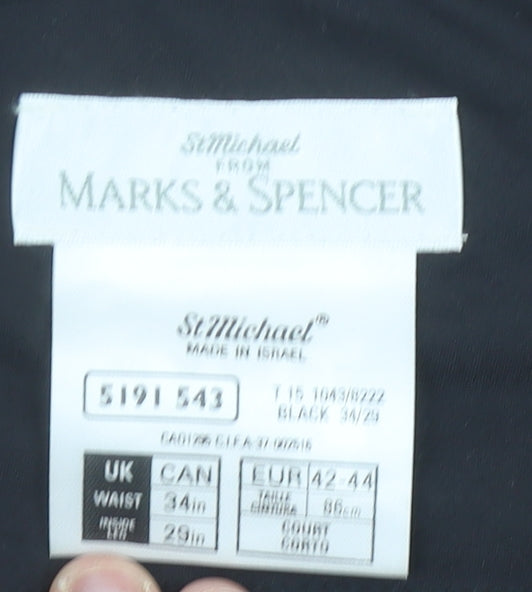 StMichael
FROM
MARKS & SPENCER
StMichael®
MADE IN ISRAEL
5191 543
T 15 1043/8222
BLACK 34/29
UK CAN
WAIST 34in
INSIDE LEG 29in
EUR 42-44
TAILLE CINTURA 86cm
COURT
CORTO